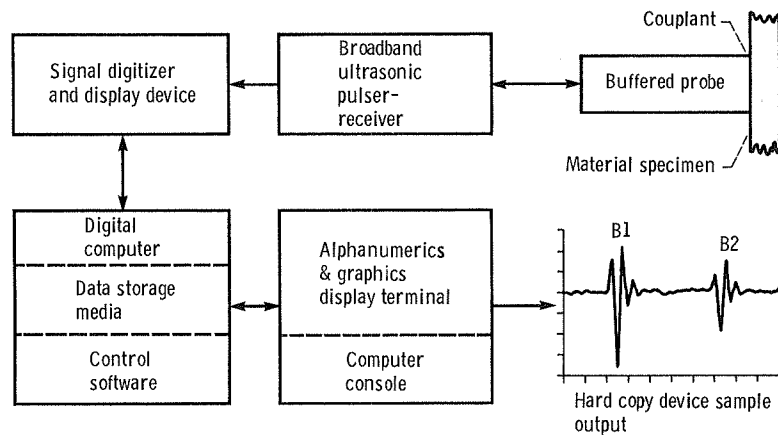 Couplant
Signal digitizer
and display device
Broadband
ultrasonic
pulser-
receiver
Buffered probe
Material specimen
Digital
computer
Data storage
media
Control
software
Alphanumerics
& graphics
display terminal
Computer
console
B1
B2
Hard copy device sample
output